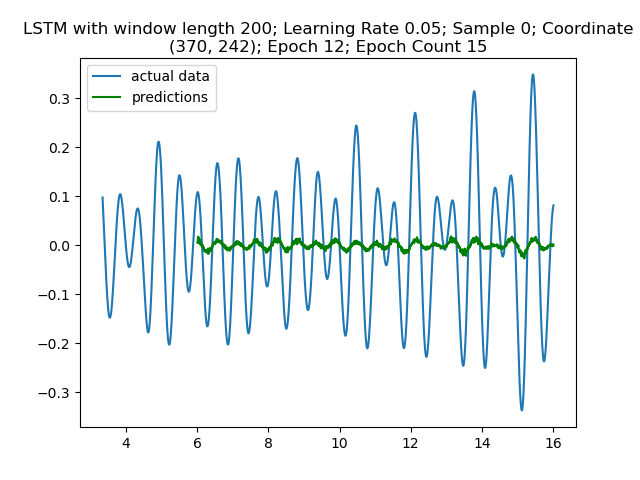 LSTM with window length 200; Learning Rate 0.05; Sample 0; Coordinate
(370, 242); Epoch 12; Epoch Count 15
actual data
predictions
0.3
0.2
0.1
0.0
−0.1
−0.2
−0.3
4 6 8 10 12 14 16